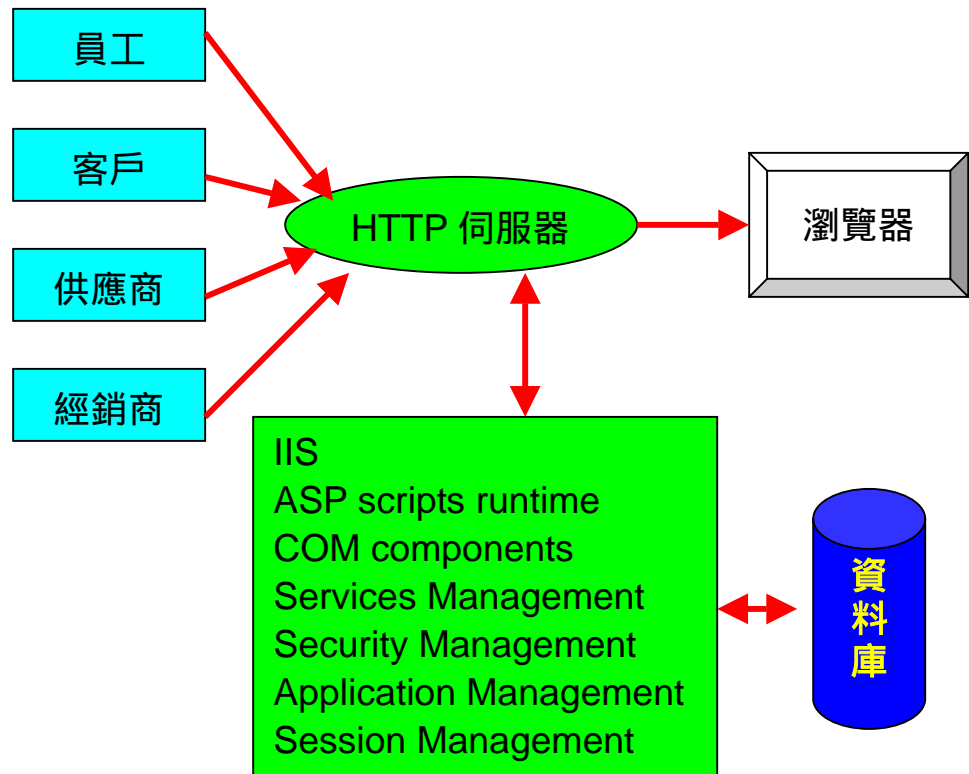 員工
客戶
供應商
經銷商
HTTP 伺服器
瀏覽器
IIS
ASP scripts runtime
COM components
Services Management
Security Management
Application Management
Session Management
資
料
庫